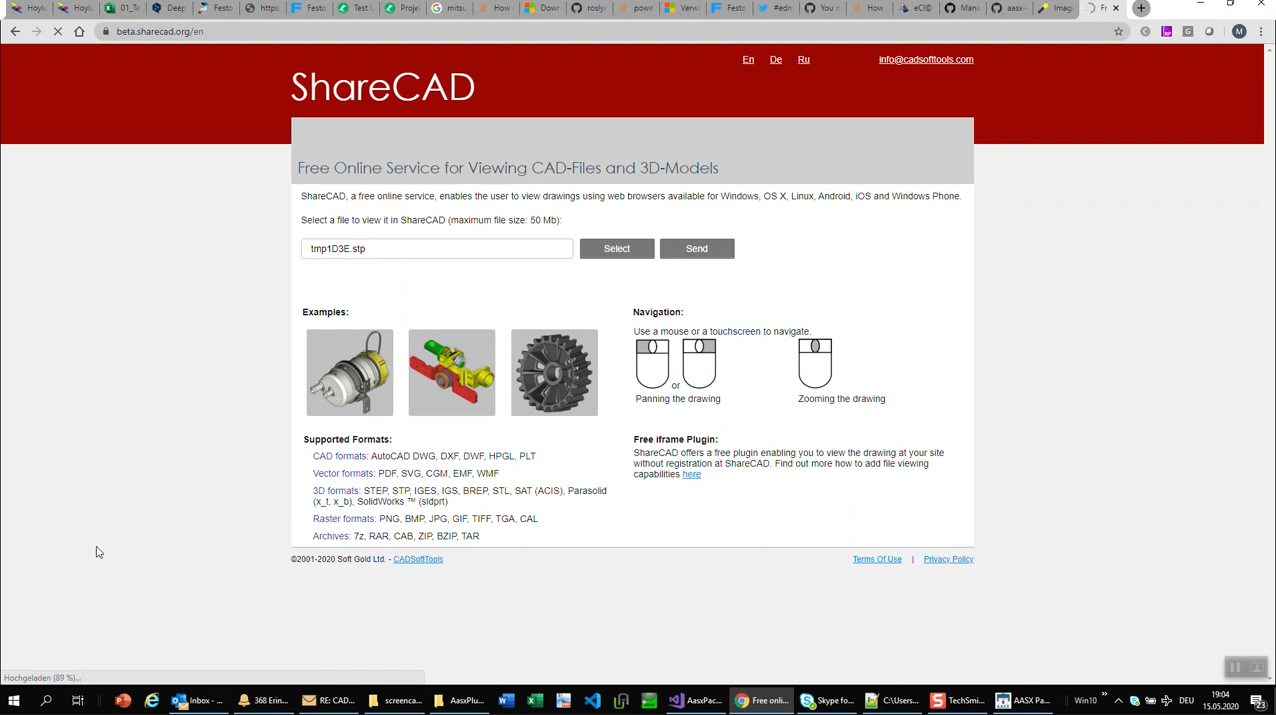 Hoylu
Hoylu
01_Te
Deep
Festo
https
Festo
Test I
Proje
mitsu
How
Down
roslyn
powe
Verwa
Festo
#edm
You n
How
eCl@
Mana
aasx-
Image
Fr
beta.sharecad.org/en
M
En De Ru info@cadsofttools.com
ShareCAD
Free Online Service for Viewing CAD-Files and 3D-Models
ShareCAD, a free online service, enables the user to view drawings using web browsers available for Windows, OS X, Linux, Android, iOS and Windows Phone.
Select a file to view it in ShareCAD (maximum file size: 50 Mb):
tmp1D3E.stp Select Send
Examples:
Navigation:
Use a mouse or a touchscreen to navigate.
or
Panning the drawing Zooming the drawing
Supported Formats:
CAD formats: AutoCAD DWG, DXF, DWF, HPGL, PLT
Vector formats: PDF, SVG, CGM, EMF, WMF
3D formats: STEP, STP, IGES, IGS, BREP, STL, SAT (ACIS), Parasolid
(x_t, x_b), SolidWorks ™ (sldprt)
Raster formats: PNG, BMP, JPG, GIF, TIFF, TGA, CAL
Archives: 7z, RAR, CAB, ZIP, BZIP, TAR
Free iframe Plugin:
ShareCAD offers a free plugin enabling you to view the drawing at your site
without registration at ShareCAD. Find out more how to add file viewing
capabilities here
©2001-2020 Soft Gold Ltd. - CADSoftTools
Terms Of Use | Privacy Policy
Hochgeladen (89 %)...
Inbox - ...
368 Erin...
RE: CAD...
screenca...
AasxPlu...
AasxPac...
Free onli...
Skype fo...
C:\Users...
TechSmi...
AASX Pa...
Win10
DEU
19:04
15.05.2020
23